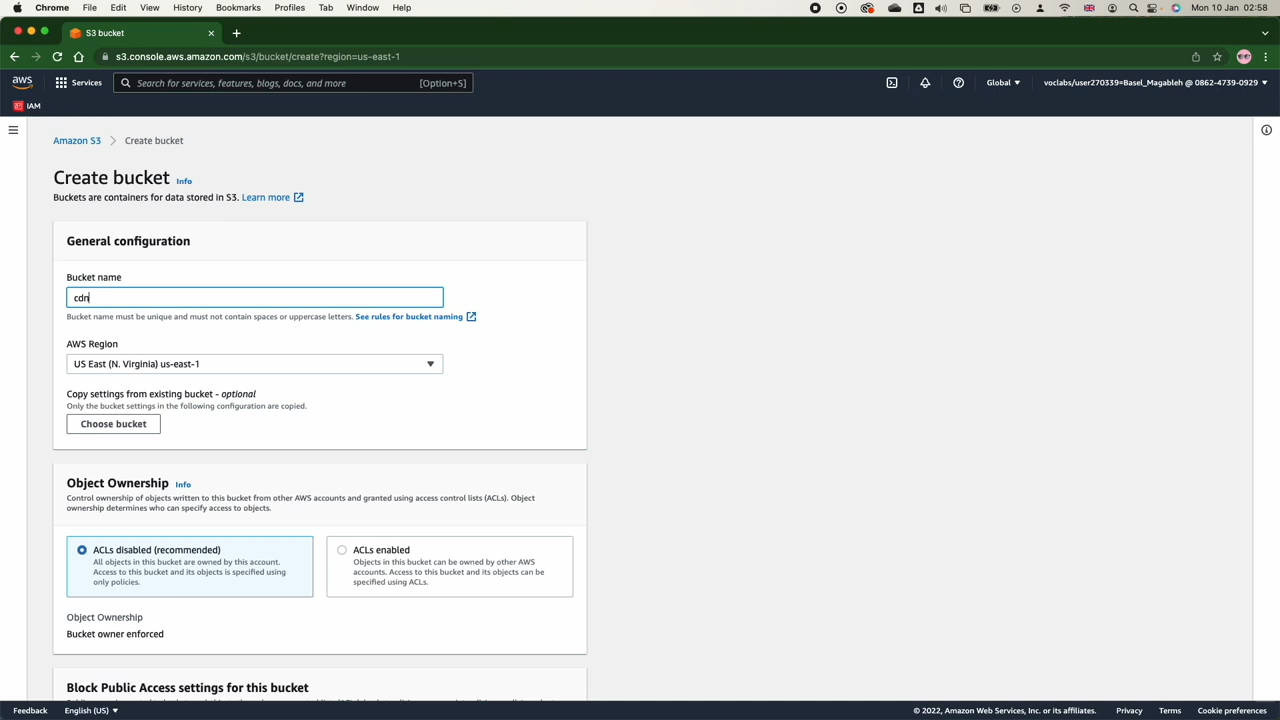 Chrome File Edit View History Bookmarks Profiles Tab Window Help Mon 10 Jan 02:58
S3 bucket
s3.console.aws.amazon.com/s3/bucket/create?region=us-east-1
aws Services Search for services, features, blogs, docs, and more [Option+S] Global voclabs/user270339=Basel_Magableh @ 0862-4739-0929
IAM
Amazon S3 Create bucket
Create bucket Info
Buckets are containers for data stored in S3. Learn more
General configuration
Bucket name
cdn
Bucket name must be unique and must not contain spaces or uppercase letters. See rules for bucket naming
AWS Region
US East (N. Virginia) us-east-1
Copy settings from existing bucket - optional
Only the bucket settings in the following configuration are copied.
Choose bucket
Object Ownership Info
Control ownership of objects written to this bucket from other AWS accounts and granted using access control lists (ACLs). Object
ownership determines who can specify access to objects.
ACLs disabled (recommended)
All objects in this bucket are owned by this account.
Access to this bucket and its objects is specified using
only policies.
ACLs enabled
Objects in this bucket can be owned by other AWS
accounts. Access to this bucket and its objects can be
specified using ACLs.
Object Ownership
Bucket owner enforced
Block Public Access settings for this bucket
Feedback English (US) © 2022, Amazon Web Services, Inc. or its affiliates. Privacy Terms Cookie preferences